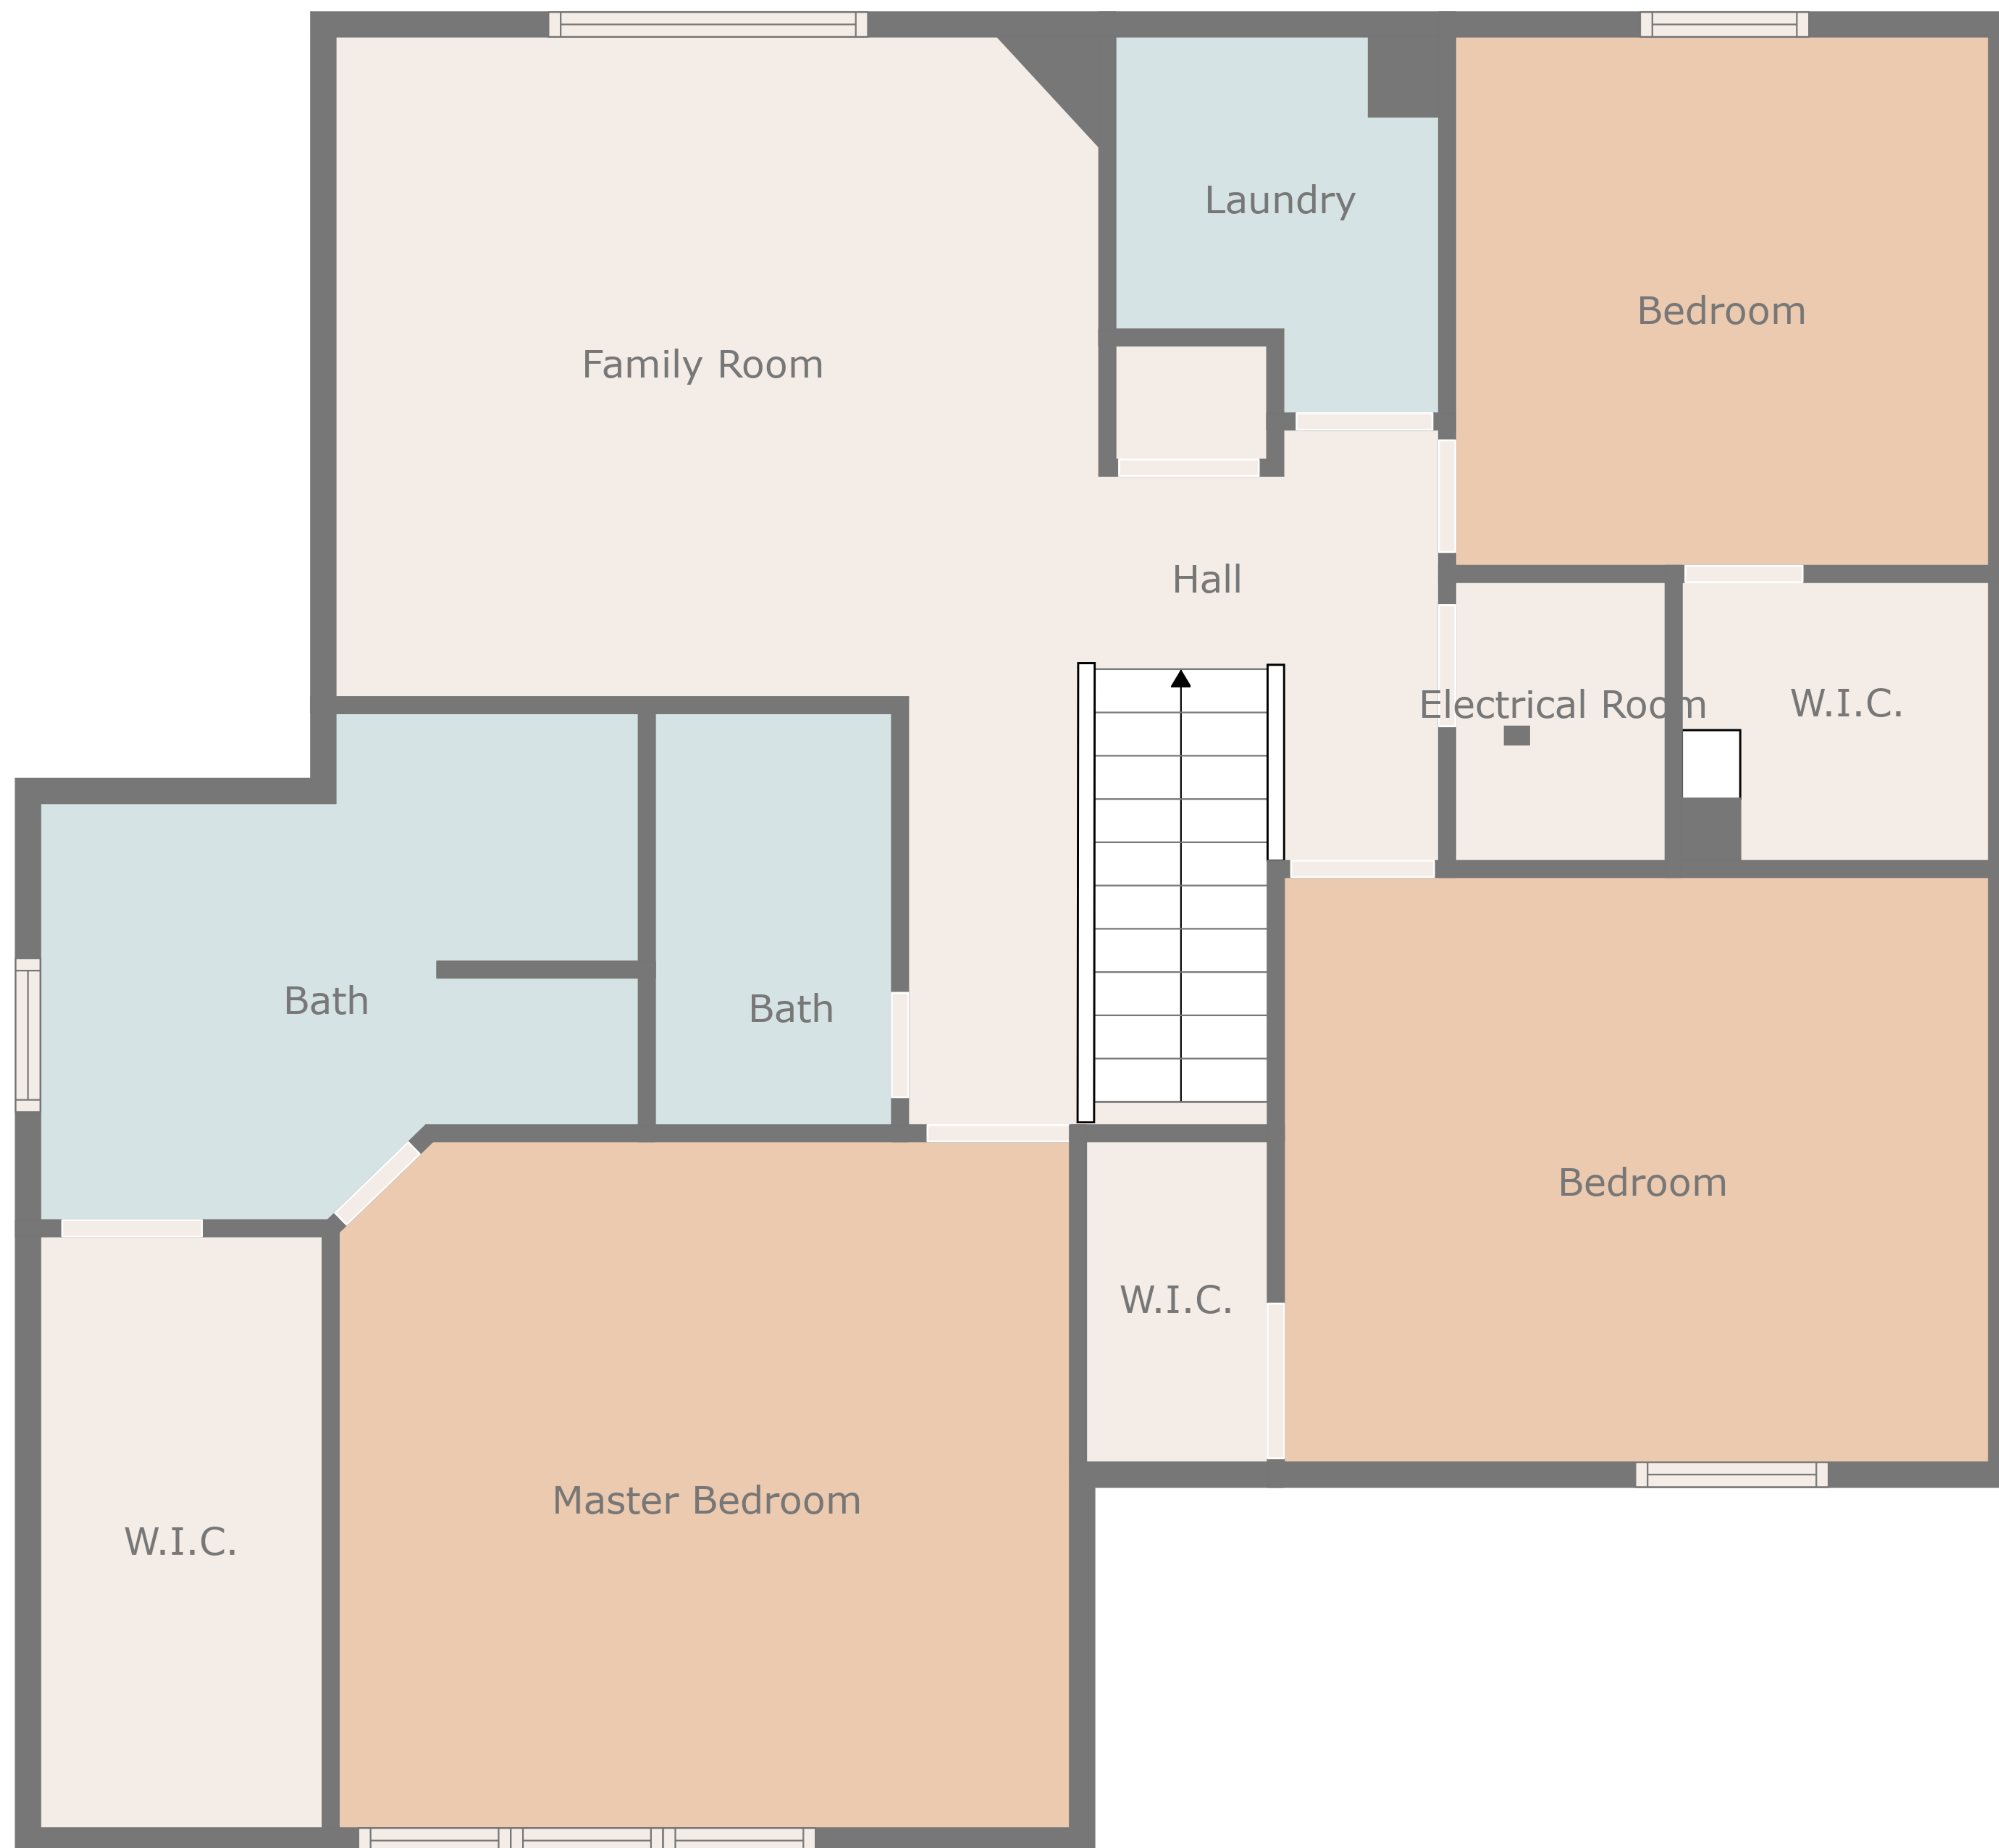 Laundry
Bedroom
Family Room
Hall
Electrical Room
W.I.C.
Bath
Bath
Bedroom
W.I.C.
Master Bedroom
W.I.C.